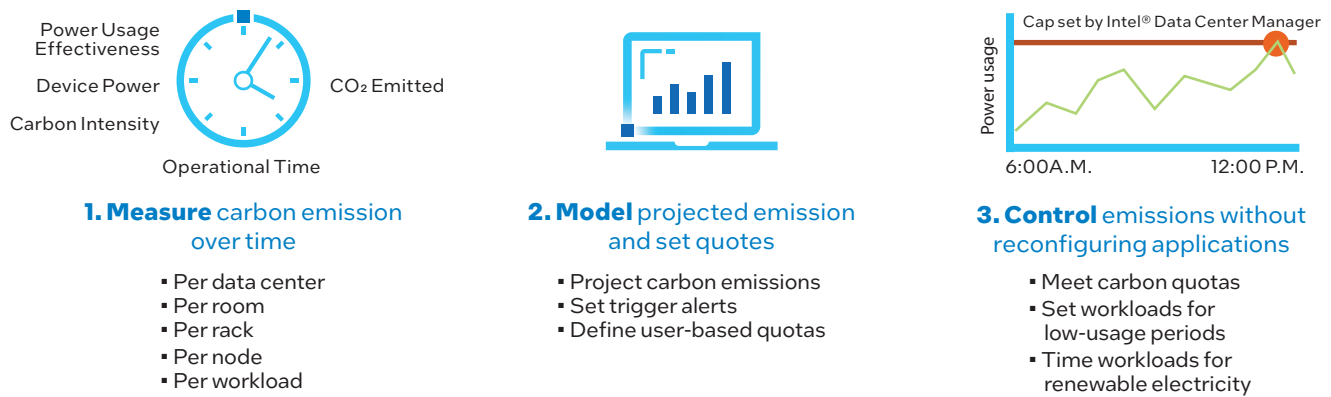 Power Usage
Effectiveness
Device Power
Carbon Intensity
CO₂ Emitted
Operational Time
1. Measure carbon emission
over time
▪ Per data center
▪ Per room
▪ Per rack
▪ Per node
▪ Per workload
2. Model projected emission
and set quotes
▪ Project carbon emissions
▪ Set trigger alerts
▪ Define user-based quotas
Cap set by Intel® Data Center Manager
Power usage
6:00A.M.
12:00 P.M.
3. Control emissions without
reconfiguring applications
▪ Meet carbon quotas
▪ Set workloads for
low-usage periods
▪ Time workloads for
renewable electricity